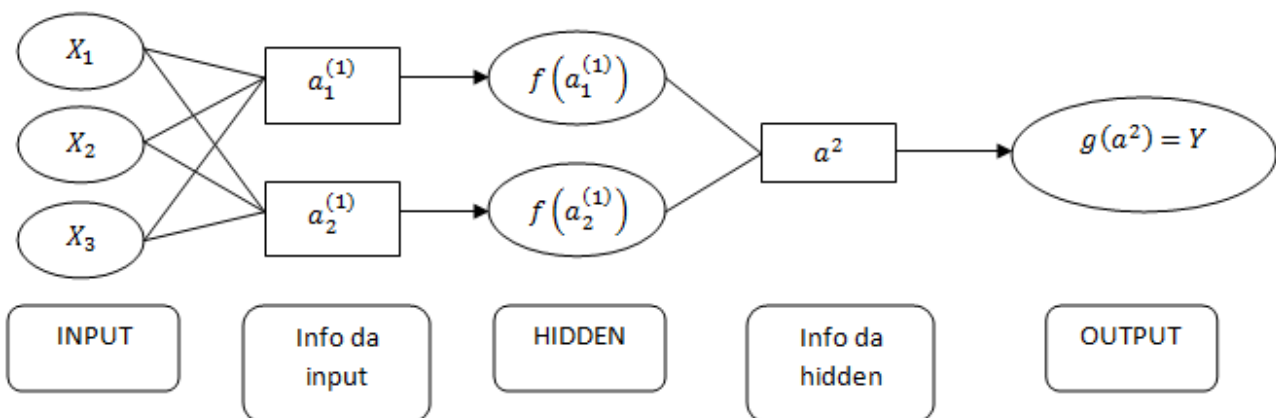 X₁
a₁⁽¹⁾
f(a₁⁽¹⁾)
X₂
a²
g(a²) = Y
X₃
a₂⁽¹⁾
f(a₂⁽¹⁾)
INPUT
Info da
input
HIDDEN
Info da
hidden
OUTPUT